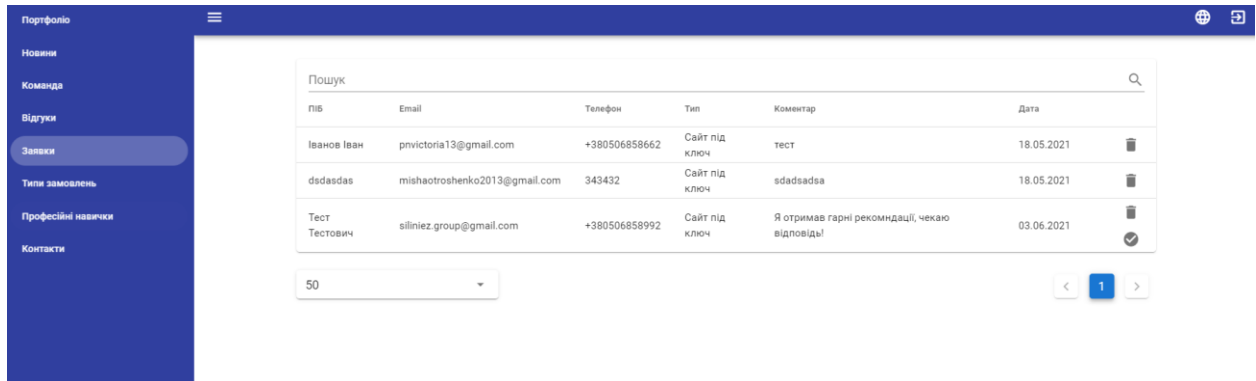 Портфоліо
Новини
Команда
Відгуки
Заявки
Типи замовлень
Професійні навички
Контакти
Пошук
ПІБ Email Телефон Тип Коментар Дата
Іванов Іван pnvictoria13@gmail.com +380506858662 Сайт під тест 18.05.2021
ключ
dsdasdas mishaotroshenko2013@gmail.com 343432 Сайт під sdadsadsa 18.05.2021
ключ
Тест siliniez.group@gmail.com +380506858992 Сайт під Я отримав гарні рекомндації, чекаю 03.06.2021
Тестович ключ відповідь!
50 1